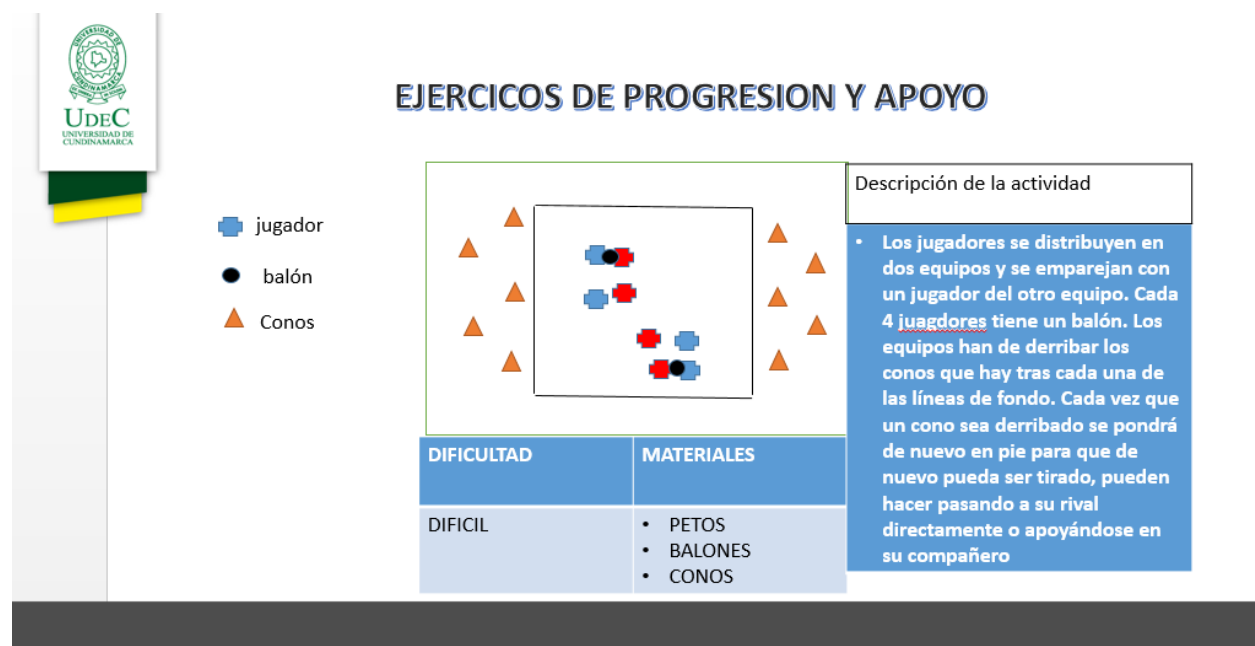 UNIVERSIDAD DE
CUNDINAMARCA
UDEC
UNIVERSIDAD DE
CUNDINAMARCA
EJERCICOS DE PROGRESION Y APOYO
jugador
balón
Conos
Descripción de la actividad
• Los jugadores se distribuyen en
dos equipos y se emparejan con
un jugador del otro equipo. Cada
4 juagdores tiene un balón. Los
equipos han de derribar los
conos que hay tras cada una de
las líneas de fondo. Cada vez que
un cono sea derribado se pondrá
de nuevo en pie para que de
nuevo pueda ser tirado, pueden
hacer pasando a su rival
directamente o apoyándose en
su compañero
DIFICULTAD
MATERIALES
DIFICIL
• PETOS
• BALONES
• CONOS